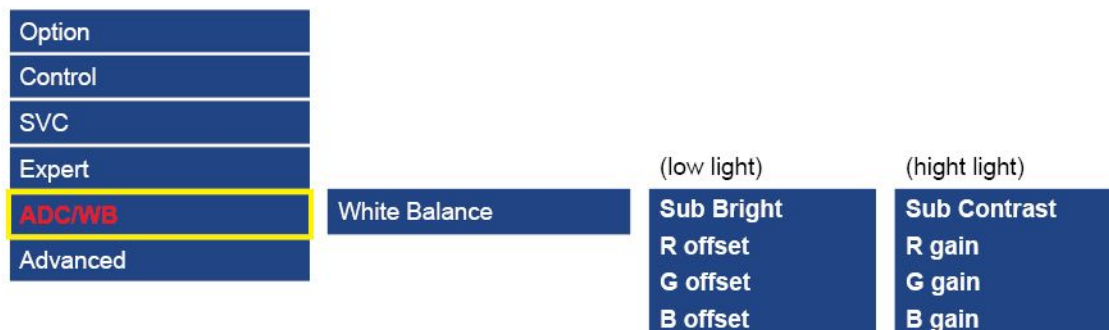 Option
Control
SVC
Expert
ADC/WB
Advanced
White Balance
(low light)
Sub Bright
R offset
G offset
B offset
(hight light)
Sub Contrast
R gain
G gain
B gain